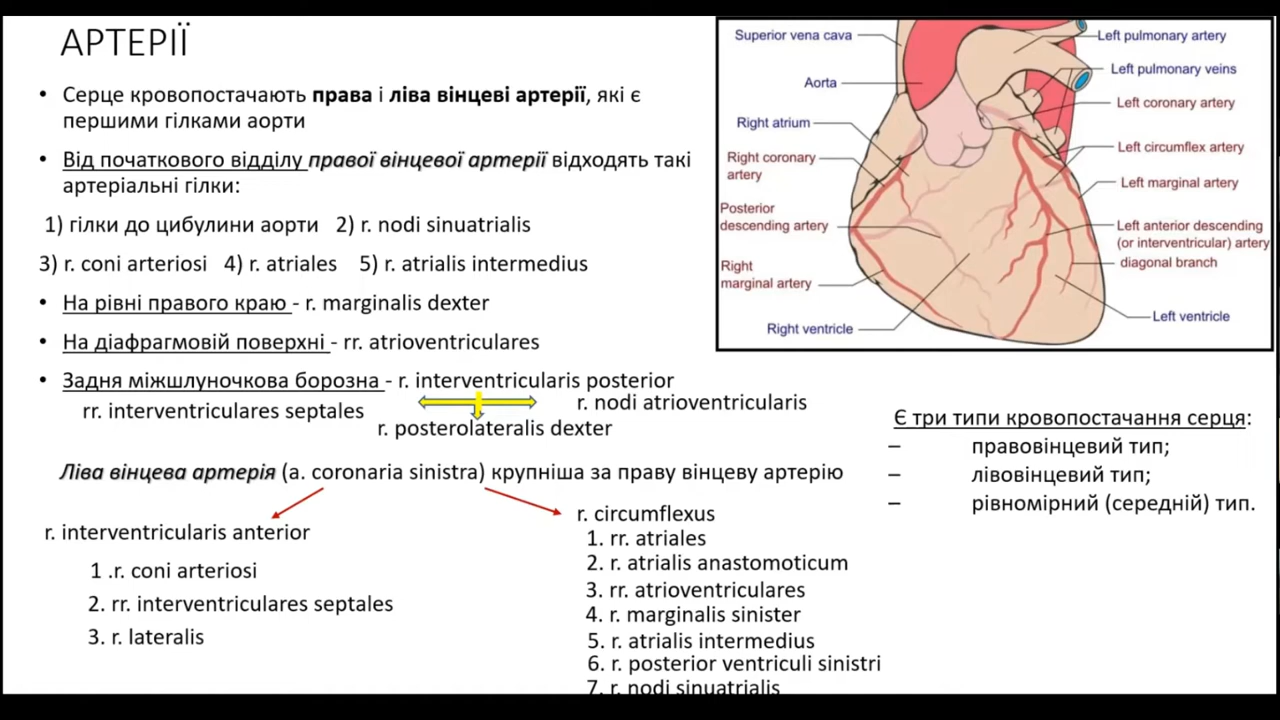 АРТЕРІЇ
• Серце кровопостачають права і ліва вінцеві артерії, які є
першими гілками аорти
• Від початкового відділу правої вінцевої артерії відходять такі
артеріальні гілки:
1) гілки до цибулини аорти 2) r. nodi sinuatrialis
3) r. coni arteriosi 4) r. atriales 5) r. atrialis intermedius
• На рівні правого краю - r. marginalis dexter
• На діафрагмовій поверхні - rr. atrioventriculares
• Задня міжшлуночкова борозна - r. interventricularis posterior
rr. interventriculares septales
r. nodi atrioventricularis
r. posterolateralis dexter
Ліва вінцева артерія (a. coronaria sinistra) крупніша за праву вінцеву артерію
r. interventricularis anterior
1 .r. coni arteriosi
2. rr. interventriculares septales
3. r. lateralis
r. circumflexus
1. rr. atriales
2. r. atrialis anastomoticum
3. rr. atrioventriculares
4. r. marginalis sinister
5. r. atrialis intermedius
6. r. posterior ventriculi sinistri
7. r. nodi sinuatrialis
Superior vena cava
Aorta
Right atrium
Right coronary
artery
Posterior
descending artery
Right
marginal artery
Right ventricle
Left pulmonary artery
Left pulmonary veins
Left coronary artery
Left circumflex artery
Left marginal artery
Left anterior descending
(or interventricular) artery
diagonal branch
Left ventricle
Є три типи кровопостачання серця:
– правовінцевий тип;
– лівовінцевий тип;
– рівномірний (середній) тип.